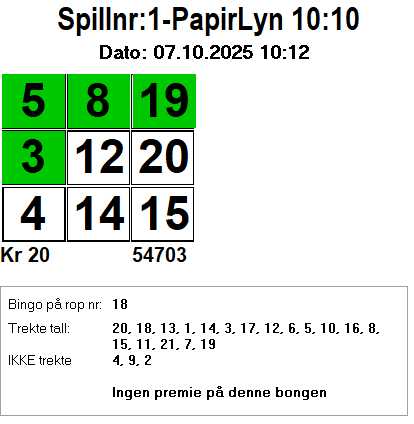 Spillnr:1-PapirLyn 10:10
Dato: 07.10.2025 10:12
5 8 19
3 12 20
4 14 15
Kr 20 54703
Bingo på rop nr: 18
Trekte tall: 20, 18, 13, 1, 14, 3, 17, 12, 6, 5, 10, 16, 8,
15, 11, 21, 7, 19
IKKE trekte 4, 9, 2
Ingen premie på denne bongen